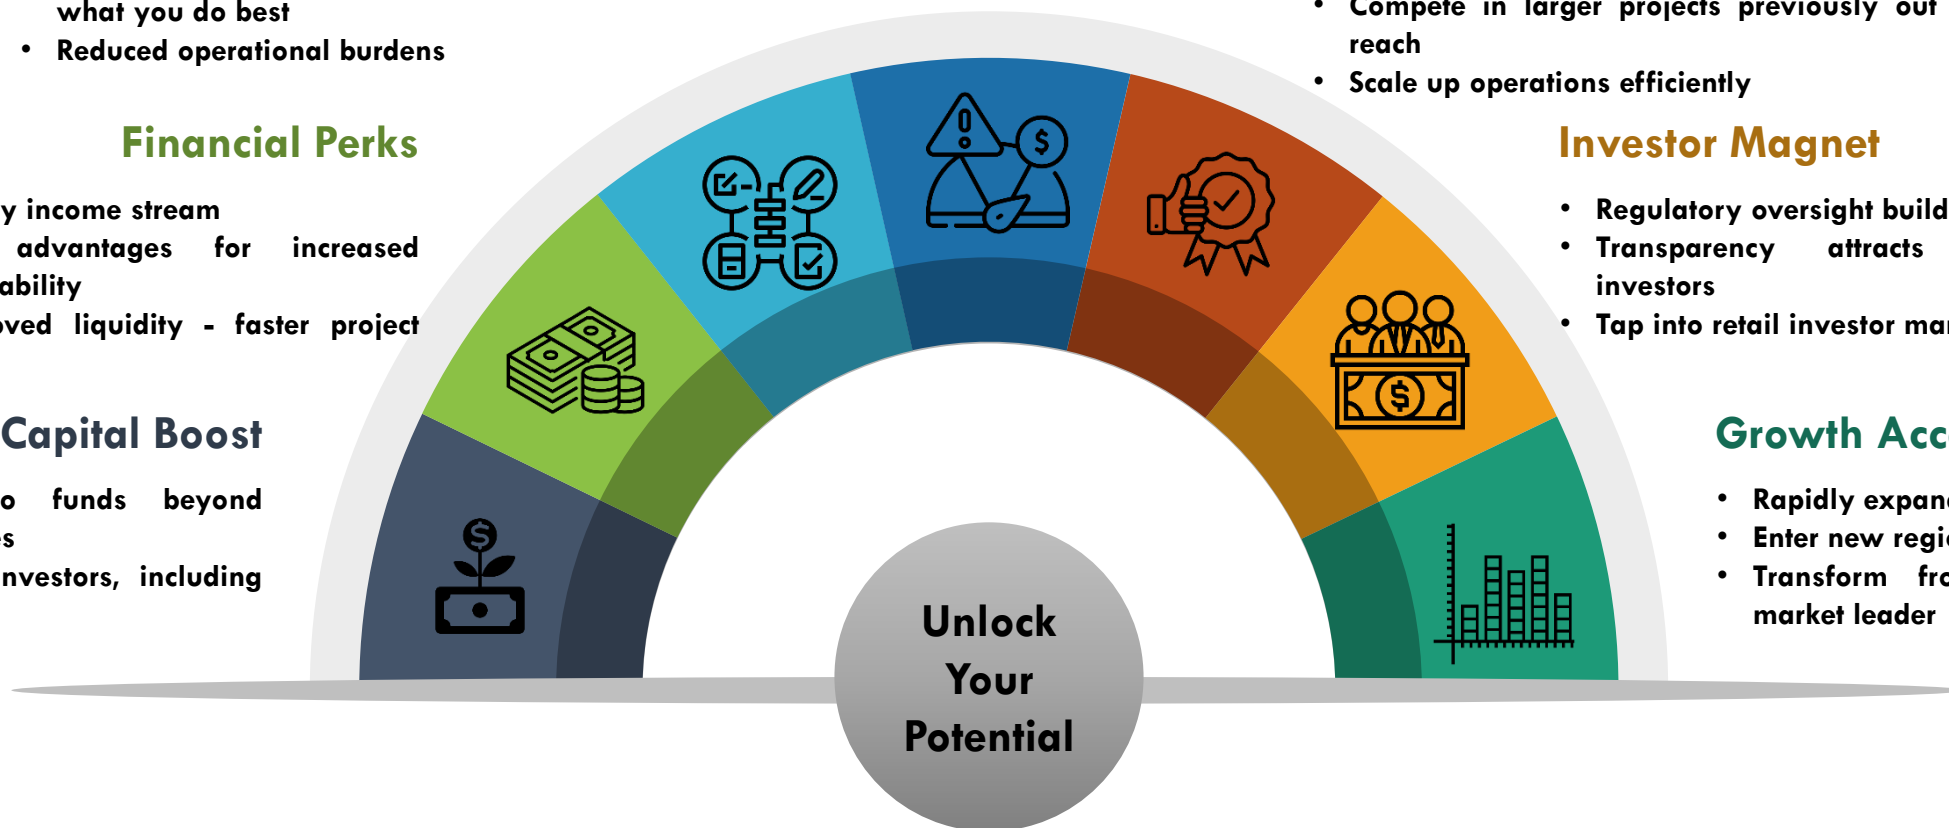 what you do best
• Reduced operational burdens
Financial Perks
y income stream
advantages for increased
ability
oved liquidity - faster project
Capital Boost
o funds beyond
es
nvestors, including
• Compete in larger projects previously out
reach
• Scale up operations efficiently
Investor Magnet
• Regulatory oversight build
• Transparency attracts
investors
• Tap into retail investor mar
Growth Acc
• Rapidly expan
• Enter new regi
• Transform fro
market leader
Unlock
Your
Potential